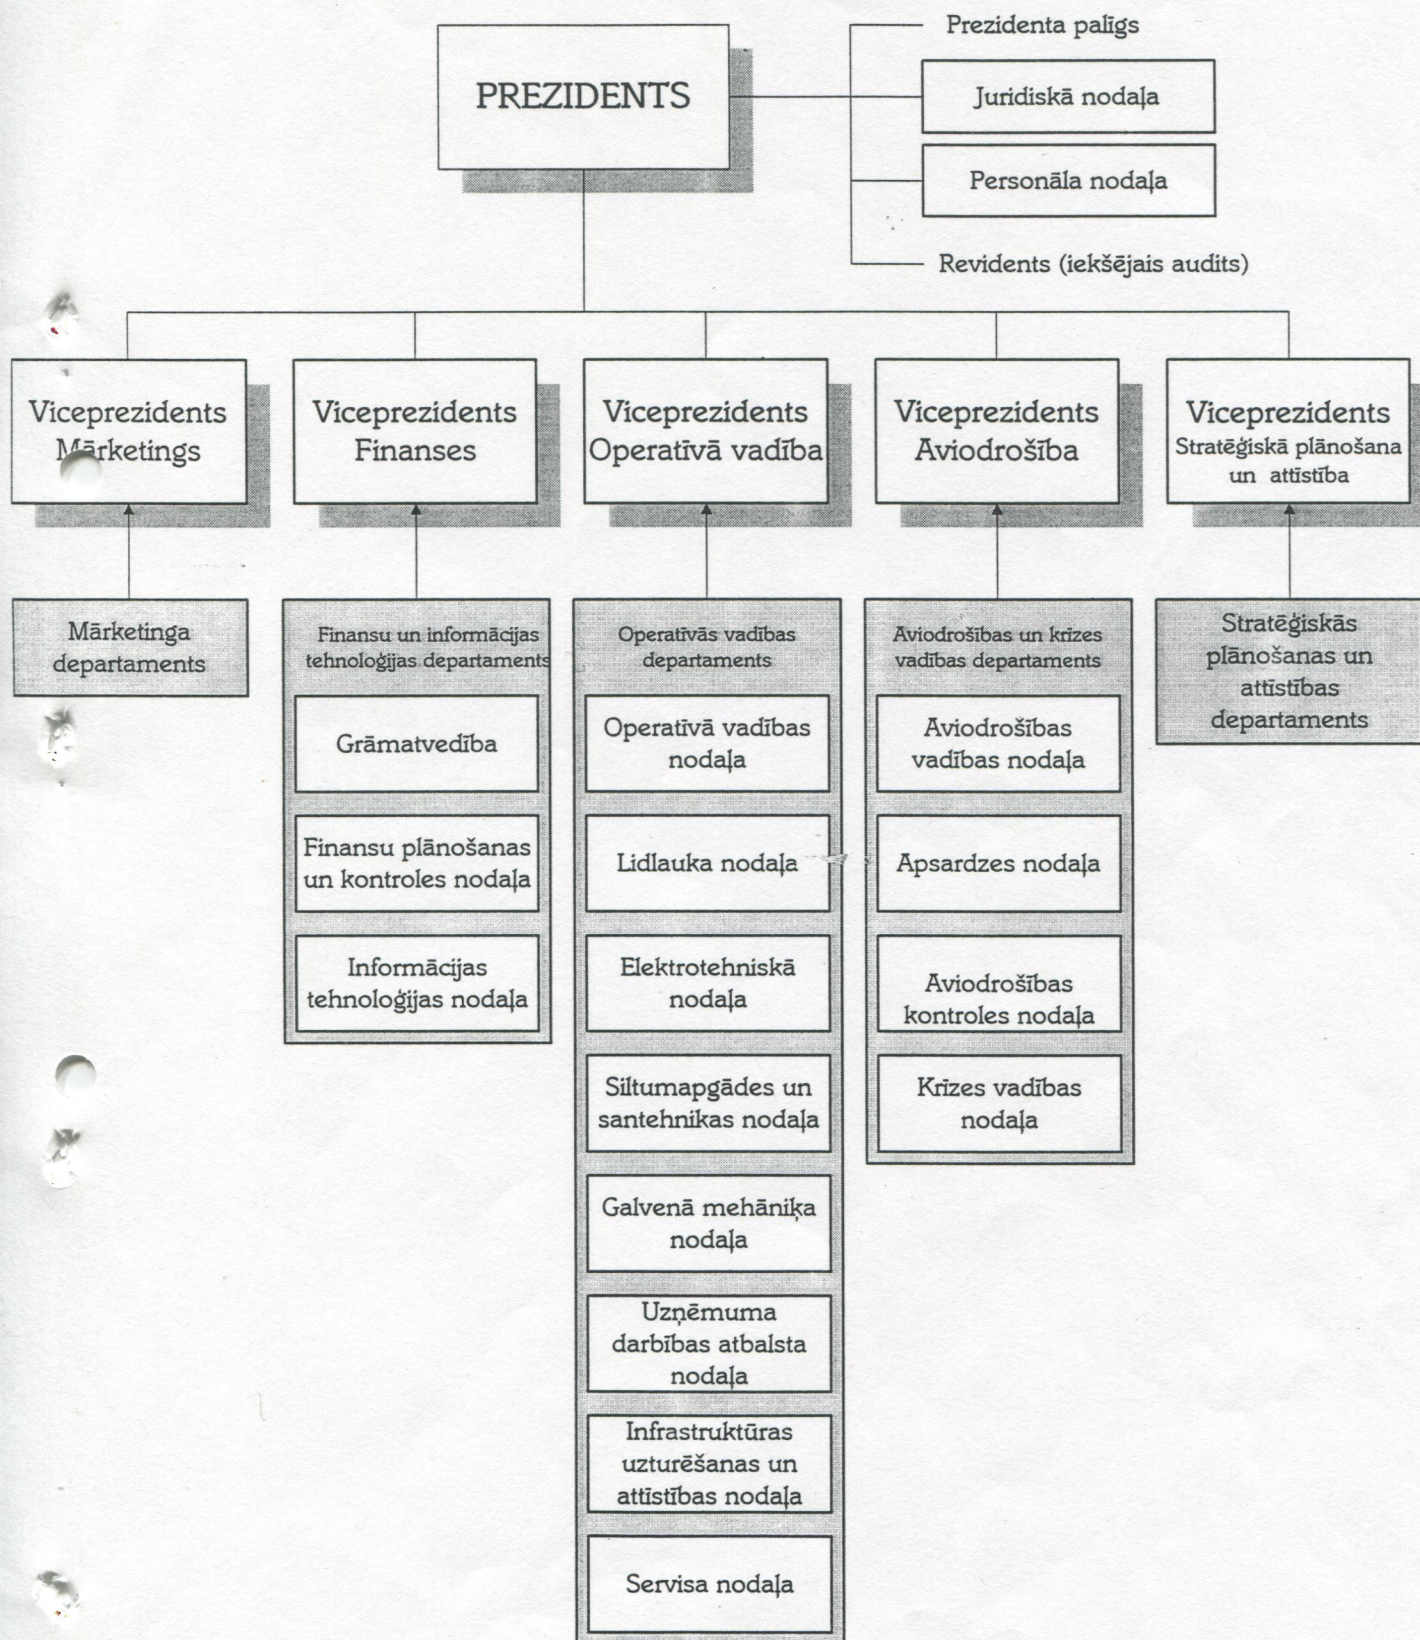 PREZIDENTS
Prezidenta palīgs
Juridiskā nodaļa
Personāla nodaļa
Revidents (iekšējais audits)
Viceprezidents
Mārketings
Viceprezidents
Finanses
Viceprezidents
Operatīvā vadība
Viceprezidents
Aviodrošība
Viceprezidents
Stratēģiskā plānošana
un attīstība
Mārketinga
departaments
Finansu un informācijas
tehnoloģijas departaments
Grāmatvedība
Finansu plānošanas
un kontroles nodaļa
Informācijas
tehnoloģijas nodaļa
Operatīvās vadības
departaments
Operatīvā vadības
nodaļa
Lidlauka nodaļa
Elektrotehniskā
nodaļa
Siltumapgādes un
santehnikas nodaļa
Galvenā mehāniķa
nodaļa
Uzņēmuma
darbības atbalsta
nodaļa
Infrastruktūras
uzturēšanas un
attīstības nodaļa
Servisa nodaļa
Aviodrošības un krīzes
vadības departaments
Aviodrošības
vadības nodaļa
Apsardzes nodaļa
Aviodrošības
kontroles nodaļa
Krīzes vadības
nodaļa
Stratēģiskās
plānošanas un
attīstības
departaments